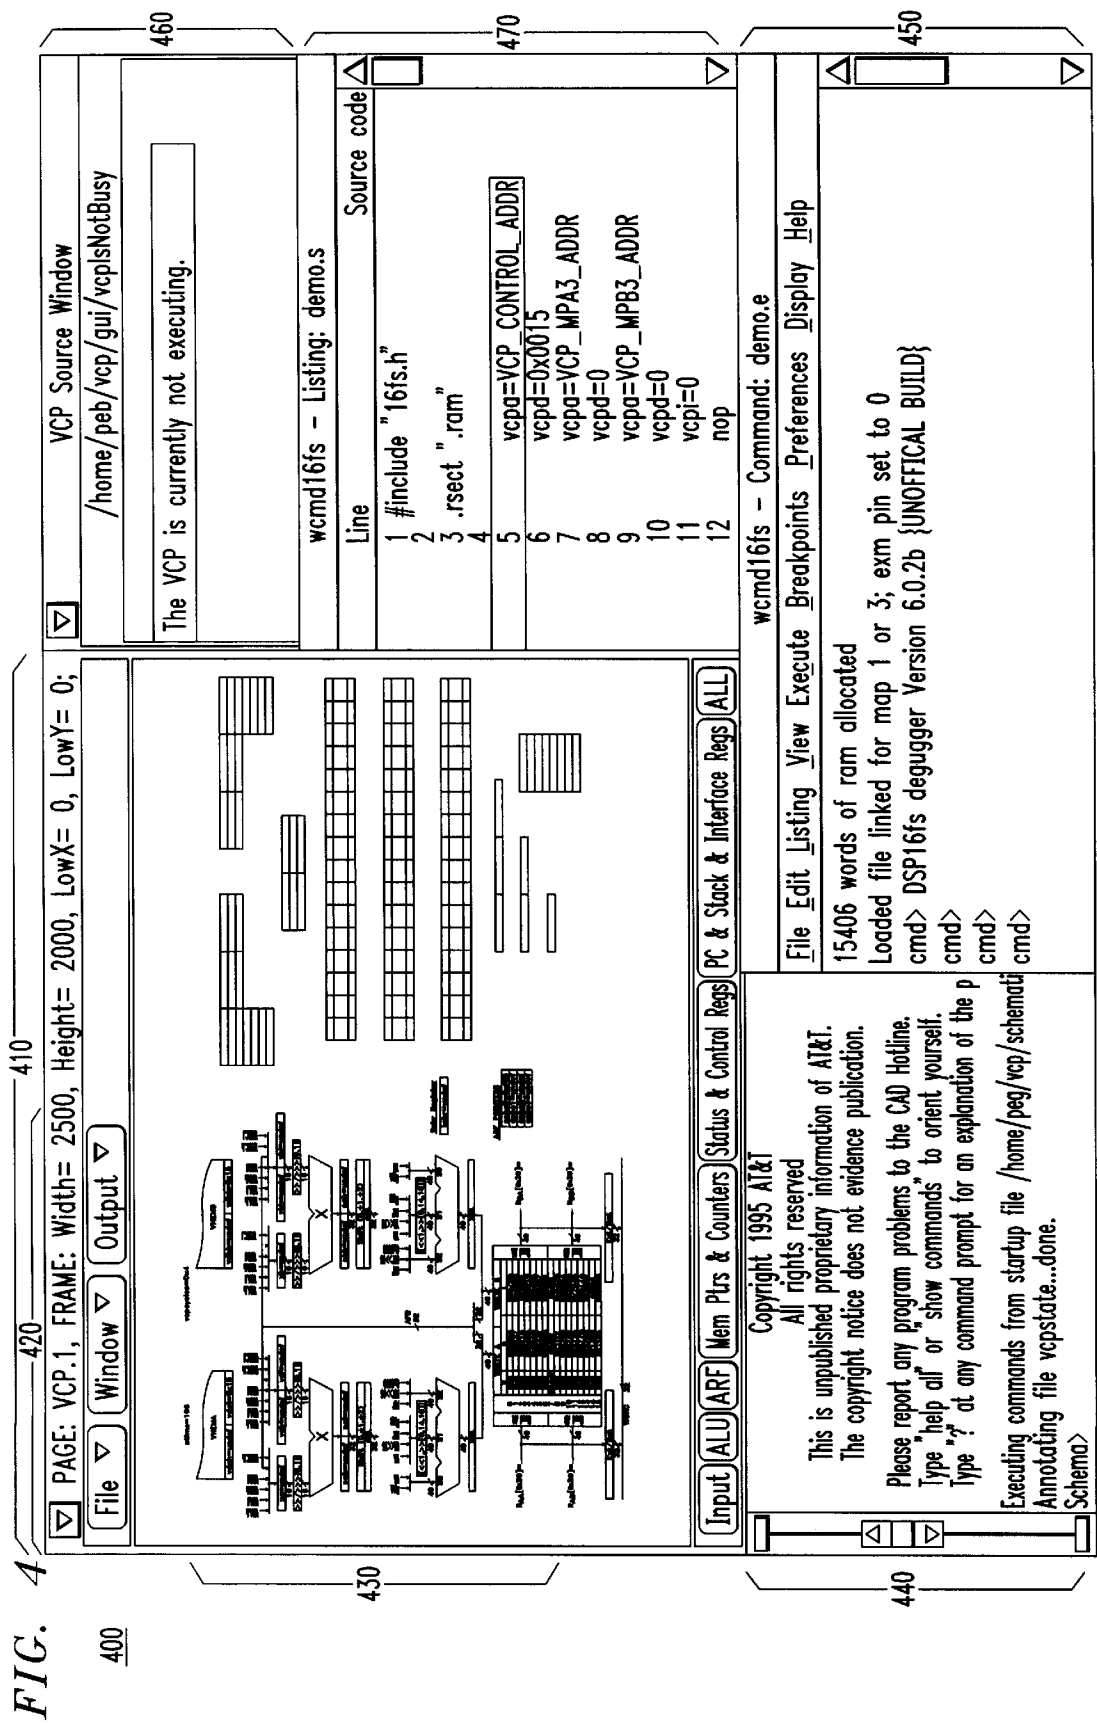 FIG. 4
400
410
420
PAGE: VCP.1, FRAME: Width= 2500, Height= 2000, LowX= 0, LowY= 0;
File Window Output
430
Input ALU ARF Mem Ptrs & Counters Status & Control Regs PC & Stack & Interface Regs ALL
VCP Source Window
/home/peb/vcp/gui/vcpIsNotBusy
The VCP is currently not executing.
460
wcmd16fs – Listing: demo.s
Line Source code
1 #include "16fs.h"
2
3 .rsect ".ram"
4
5 vcpa=VCP_CONTROL_ADDR
6 vcpd=0x0015
7 vcpa=VCP_MPA3_ADDR
8 vcpd=0
9 vcpa=VCP_MPB3_ADDR
10 vcpd=0
11 vcpi=0
12 nop
470
440
Copyright 1995 AT&T
All rights reserved
This is unpublished proprietary information of AT&T.
The copyright notice does not evidence publication.
Please report any program problems to the CAD Hotline.
Type "help all" or "show commands" to orient yourself.
Type "?" at any command prompt for an explanation of the p
Executing commands from startup file /home/peg/vcp/schemati
Annotating file vcpstate...done.
Schema>
wcmd16fs – Command: demo.e
File Edit Listing View Execute Breakpoints Preferences Display Help
15406 words of ram allocated
Loaded file linked for map 1 or 3; exm pin set to 0
cmd> DSP16fs degugger Version 6.0.2b {UNOFFICAL BUILD}
cmd>
cmd>
cmd>
450